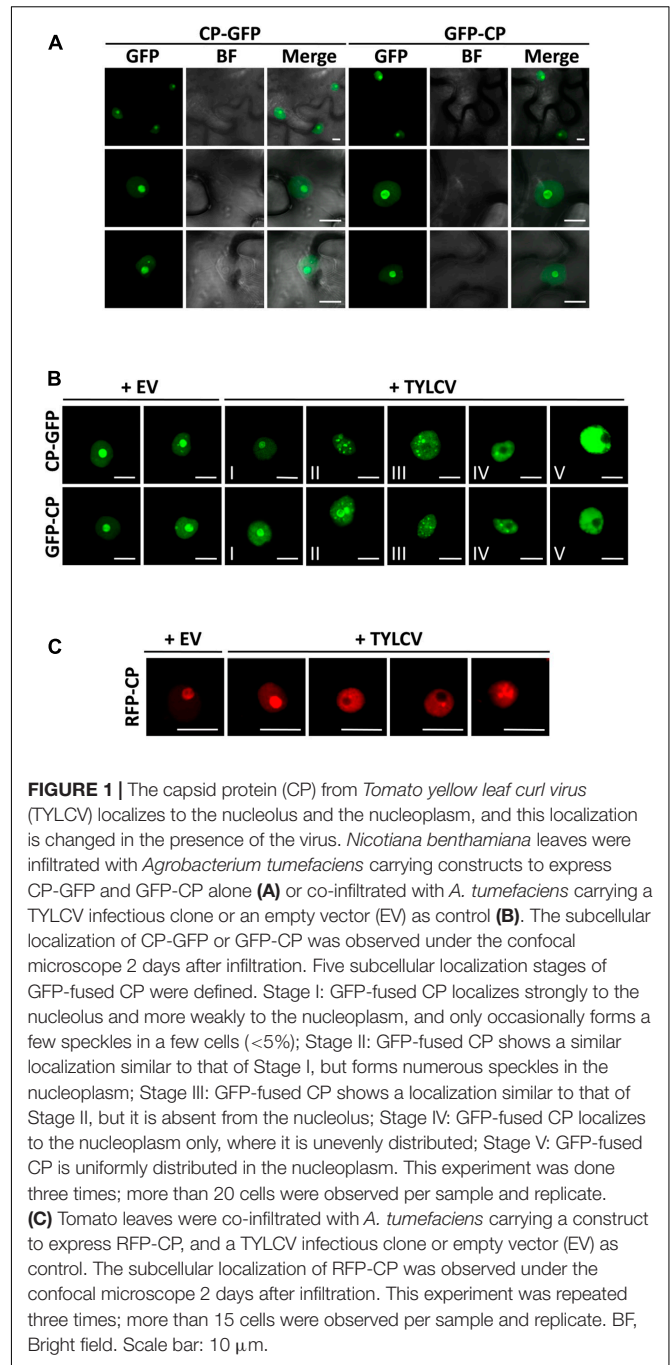 A
CP-GFP GFP-CP
GFP BF Merge GFP BF Merge
B
+ EV + TYLCV
CP-GFP
I II III IV V
GFP-CP
I II III IV V
C
+ EV + TYLCV
RFP-CP
FIGURE 1 | The capsid protein (CP) from Tomato yellow leaf curl virus
(TYLCV) localizes to the nucleolus and the nucleoplasm, and this localization
is changed in the presence of the virus. Nicotiana benthamiana leaves were
infiltrated with Agrobacterium tumefaciens carrying constructs to express
CP-GFP and GFP-CP alone (A) or co-infiltrated with A. tumefaciens carrying a
TYLCV infectious clone or an empty vector (EV) as control (B). The subcellular
localization of CP-GFP or GFP-CP was observed under the confocal
microscope 2 days after infiltration. Five subcellular localization stages of
GFP-fused CP were defined. Stage I: GFP-fused CP localizes strongly to the
nucleolus and more weakly to the nucleoplasm, and only occasionally forms a
few speckles in a few cells (<5%); Stage II: GFP-fused CP shows a similar
localization similar to that of Stage I, but forms numerous speckles in the
nucleoplasm; Stage III: GFP-fused CP shows a localization similar to that of
Stage II, but it is absent from the nucleolus; Stage IV: GFP-fused CP localizes
to the nucleoplasm only, where it is unevenly distributed; Stage V: GFP-fused
CP is uniformly distributed in the nucleoplasm. This experiment was done
three times; more than 20 cells were observed per sample and replicate.
(C) Tomato leaves were co-infiltrated with A. tumefaciens carrying a construct
to express RFP-CP, and a TYLCV infectious clone or empty vector (EV) as
control. The subcellular localization of RFP-CP was observed under the
confocal microscope 2 days after infiltration. This experiment was repeated
three times; more than 15 cells were observed per sample and replicate. BF,
Bright field. Scale bar: 10 μm.